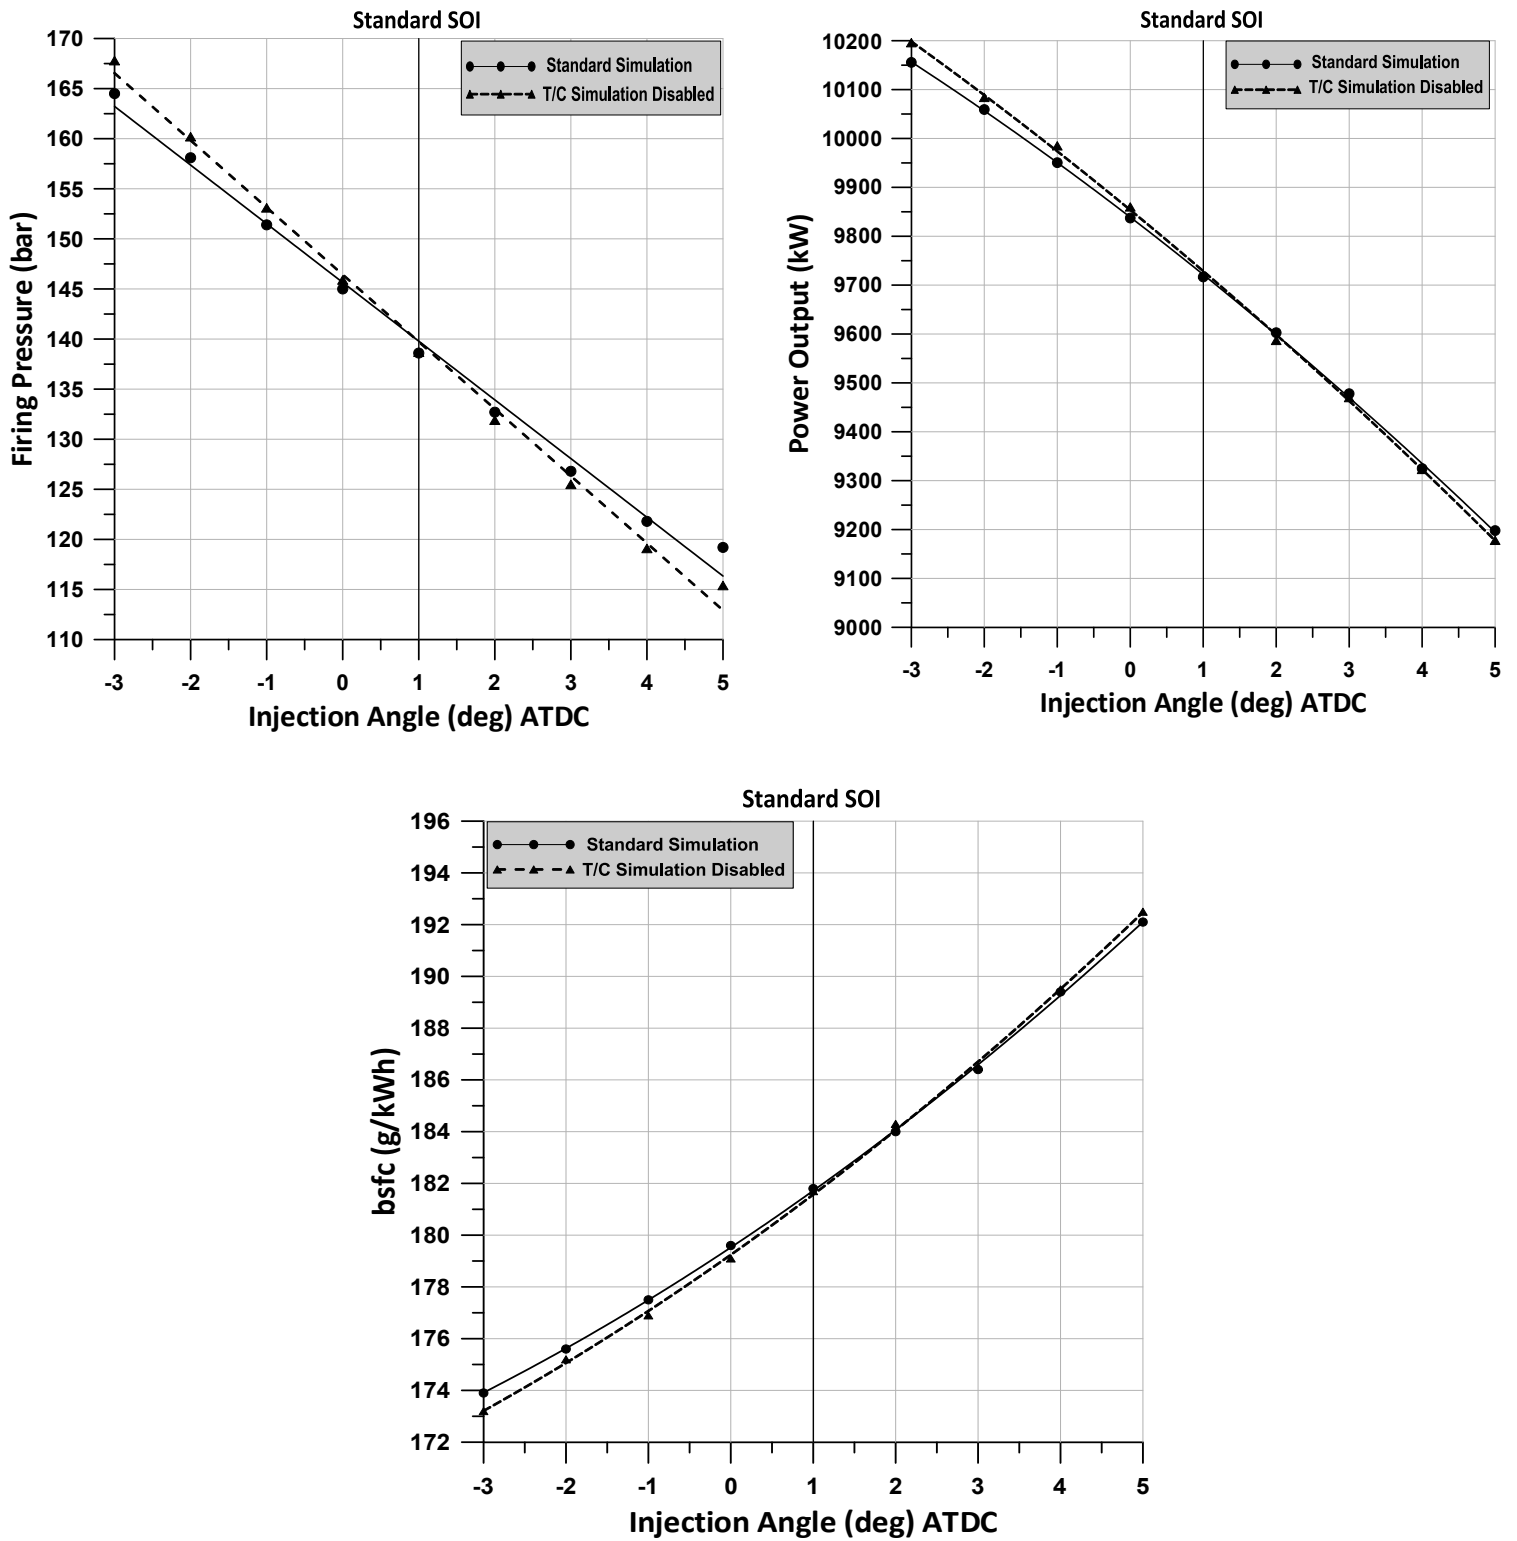 Standard SOI
Standard Simulation
T/C Simulation Disabled
Firing Pressure (bar)
170
165
160
155
150
145
140
135
130
125
120
115
110
-3 -2 -1 0 1 2 3 4 5
Injection Angle (deg) ATDC
Standard SOI
Standard Simulation
T/C Simulation Disabled
Power Output (kW)
10200
10100
10000
9900
9800
9700
9600
9500
9400
9300
9200
9100
9000
-3 -2 -1 0 1 2 3 4 5
Injection Angle (deg) ATDC
Standard SOI
Standard Simulation
T/C Simulation Disabled
bsfc (g/kWh)
196
194
192
190
188
186
184
182
180
178
176
174
172
-3 -2 -1 0 1 2 3 4 5
Injection Angle (deg) ATDC